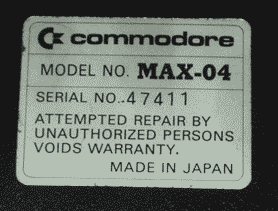 commodore
MODEL NO. MAX-04
SERIAL NO. 47411
ATTEMPTED REPAIR BY
UNAUTHORIZED PERSONS
VOIDS WARRANTY.
MADE IN JAPAN